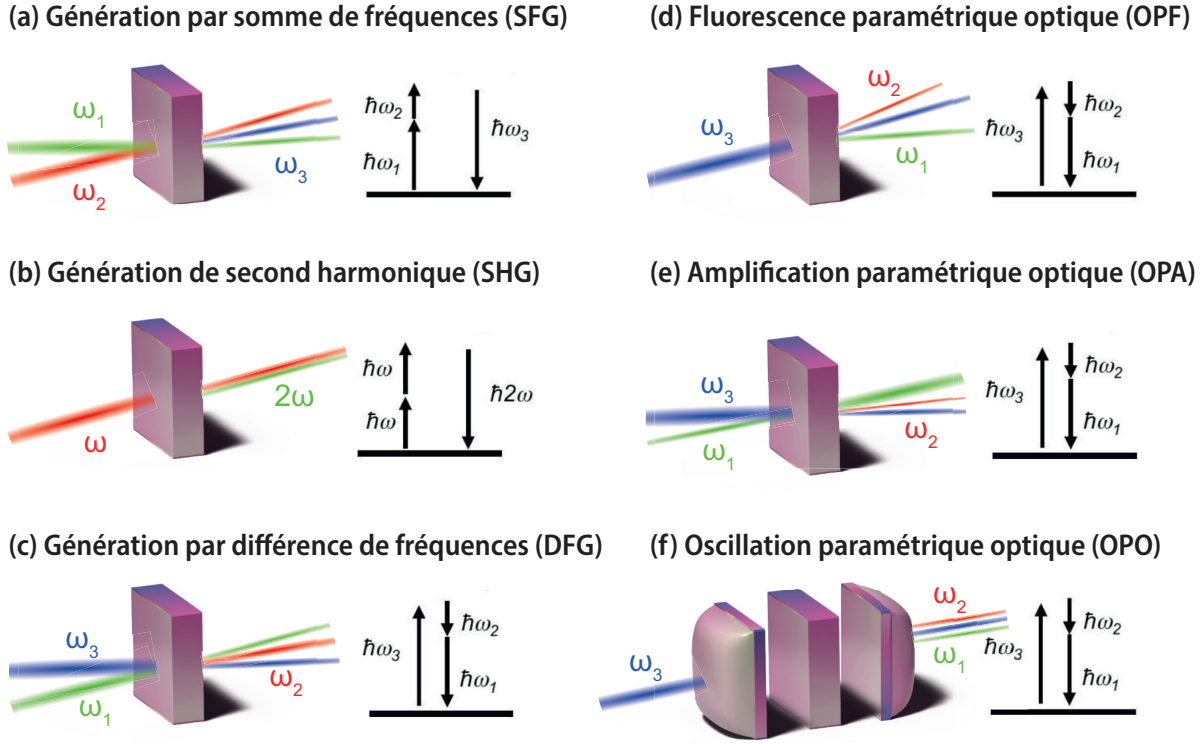 (a) Génération par somme de fréquences (SFG)
ω1
ω2
ω3
ħω2
ħω1
ħω3
(b) Génération de second harmonique (SHG)
ω
2ω
ħω
ħω
ħ2ω
(c) Génération par différence de fréquences (DFG)
ω3
ω1
ω2
ħω3
ħω2
ħω1
(d) Fluorescence paramétrique optique (OPF)
ω3
ω2
ω1
ħω3
ħω2
ħω1
(e) Amplification paramétrique optique (OPA)
ω3
ω1
ω2
ħω3
ħω2
ħω1
(f) Oscillation paramétrique optique (OPO)
ω3
ω2
ω1
ħω3
ħω2
ħω1